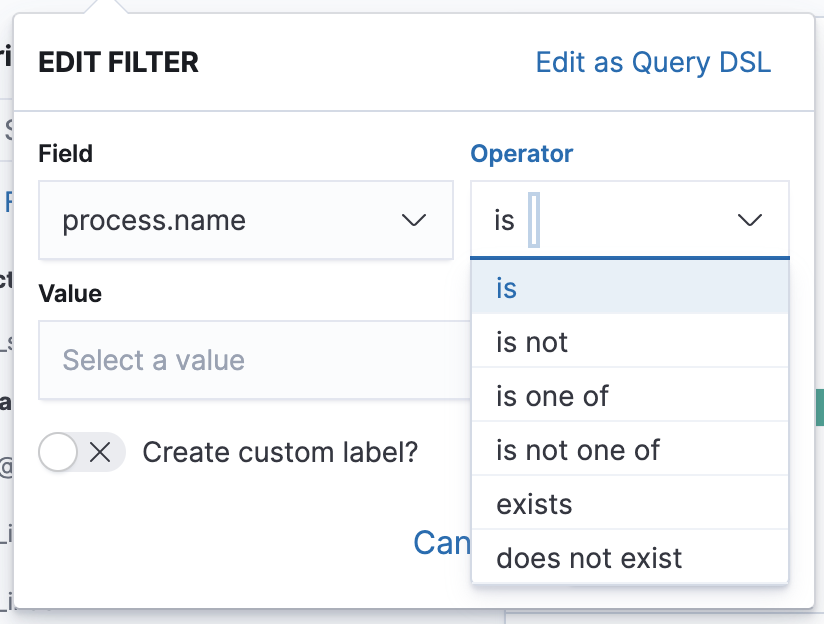 EDIT FILTER
Edit as Query DSL
Field
Operator
process.name
is
Value
Select a value
is
is not
is one of
is not one of
exists
does not exist
Create custom label?